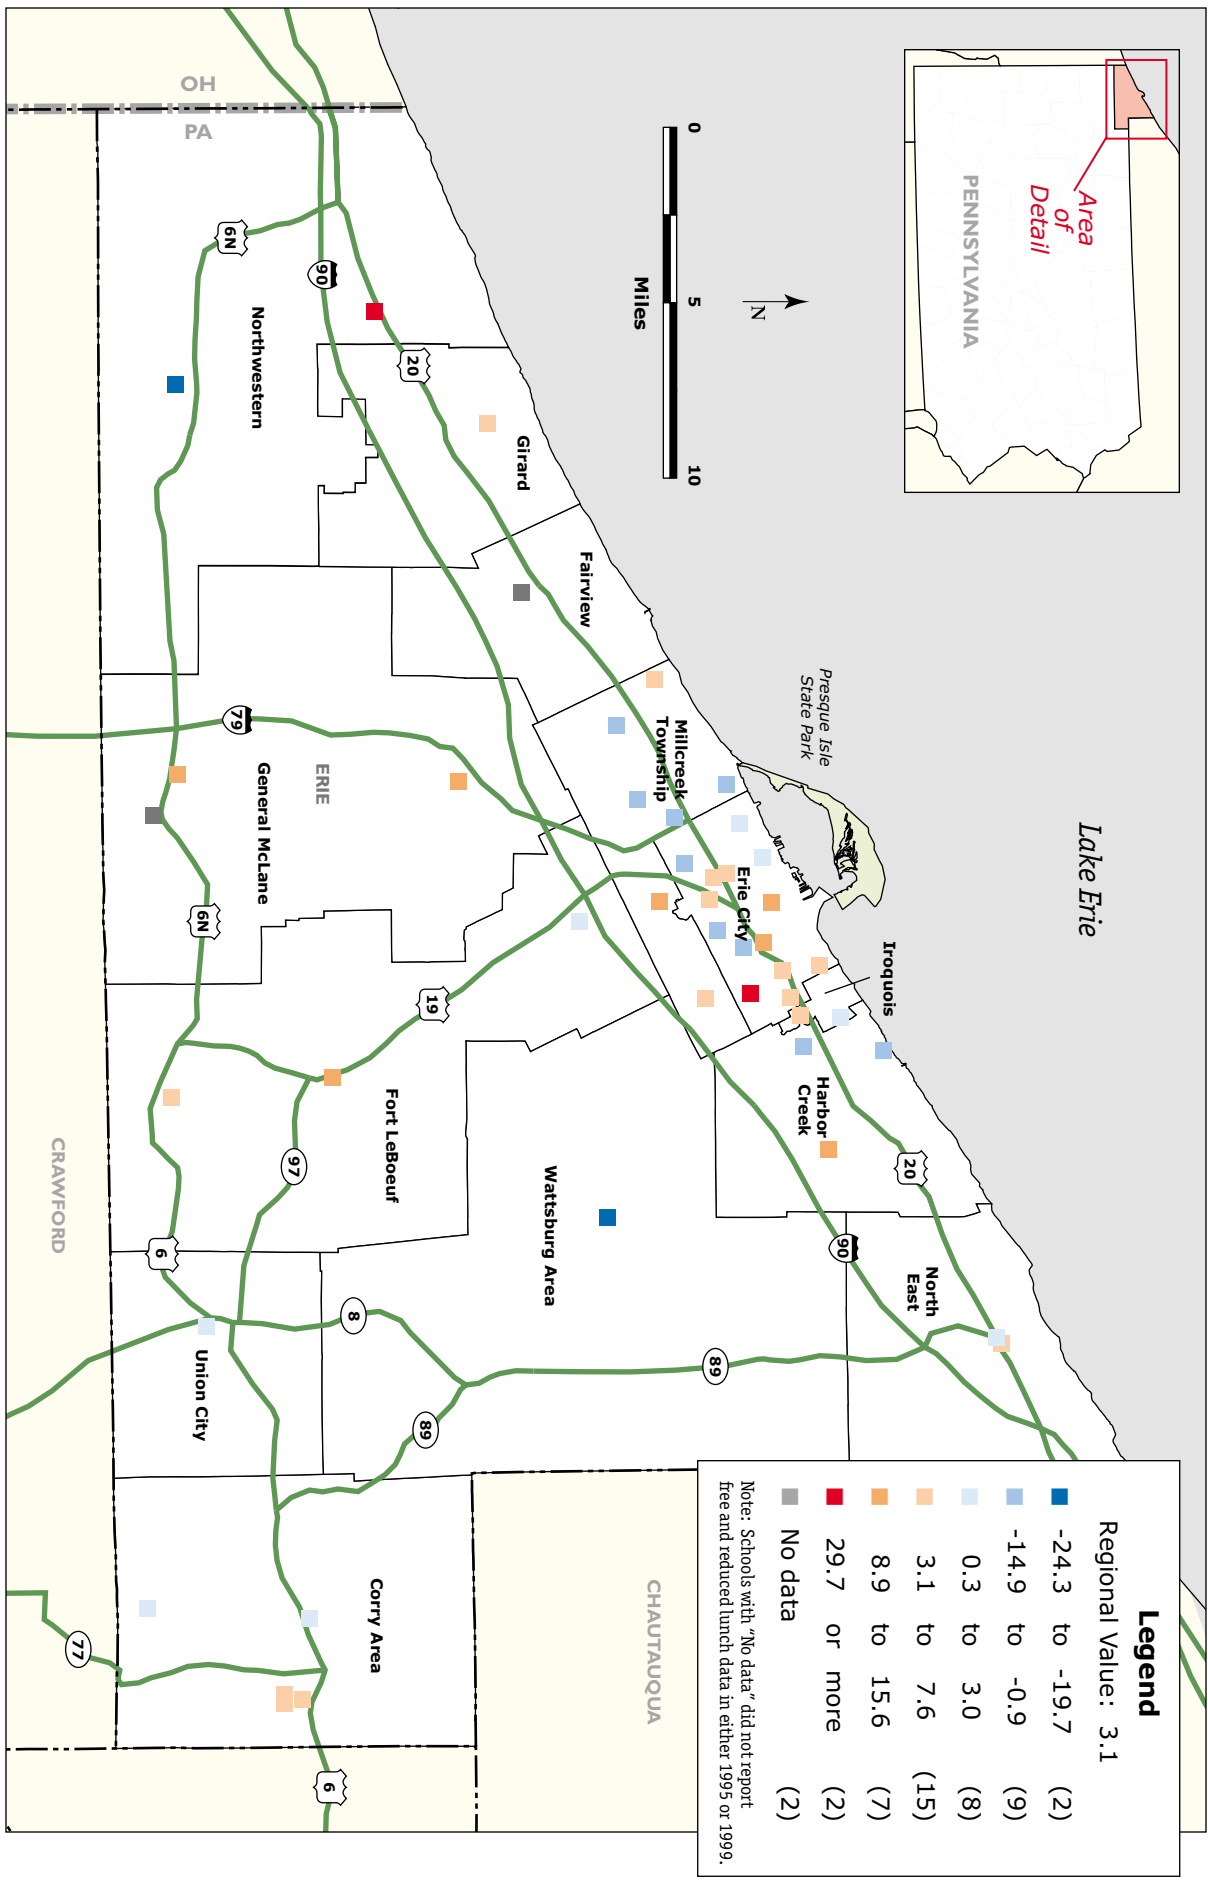 Legend
Regional Value: 3.1
-24.3 to -19.7 (2)
-14.9 to -0.9 (9)
0.3 to 3.0 (8)
3.1 to 7.6 (15)
8.9 to 15.6 (7)
29.7 or more (2)
No data (2)
Note: Schools with "No data" did not report
free and reduced lunch data in either 1995 or 1999.
Area
of
Detail
PENNSYLVANIA
N
0 5 10
Miles
Lake Erie
Presque Isle
State Park
Iroquois
Erie City
Millcreek
Township
Harbor
Creek
North
East
Fairview
Girard
Northwestern
General McLane
ERIE
Fort LeBoeuf
Wattsburg Area
Union City
Corry Area
CHAUTAUQUA
CRAWFORD
OH
PA
6N
90
20
79
6N
19
97
6
8
89
89
20
90
77
6